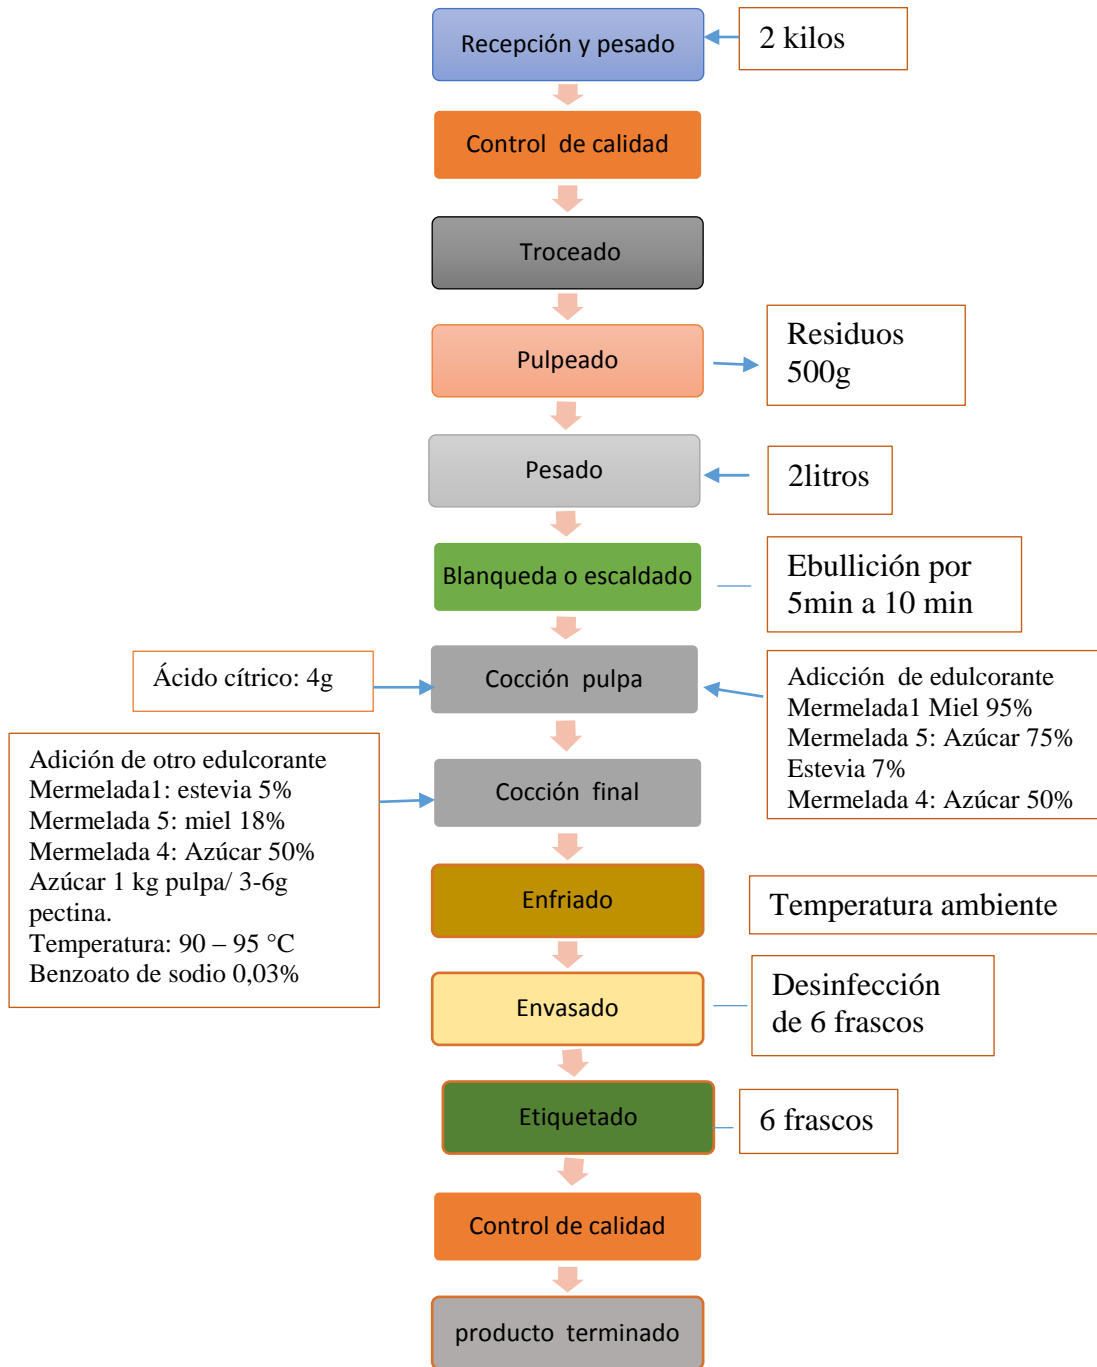 Recepción y pesado
2 kilos
Control  de calidad
Troceado
Pulpeado
Residuos
500g
Pesado
2litros
Blanqueda o escaldado
Ebullición por
5min a 10 min
Ácido cítrico: 4g
Cocción  pulpa
Adicción  de edulcorante
Mermelada1 Miel 95%
Mermelada 5: Azúcar 75%
Estevia 7%
Mermelada 4: Azúcar 50%
Adición de otro edulcorante
Mermelada1: estevia 5%
Mermelada 5: miel 18%
Mermelada 4: Azúcar 50%
Azúcar 1 kg pulpa/ 3-6g
pectina.
Temperatura: 90 – 95 °C
Benzoato de sodio 0,03%
Cocción  final
Enfriado
Temperatura ambiente
Envasado
Desinfección
de 6 frascos
Etiquetado
6 frascos
Control de calidad
producto  terminado